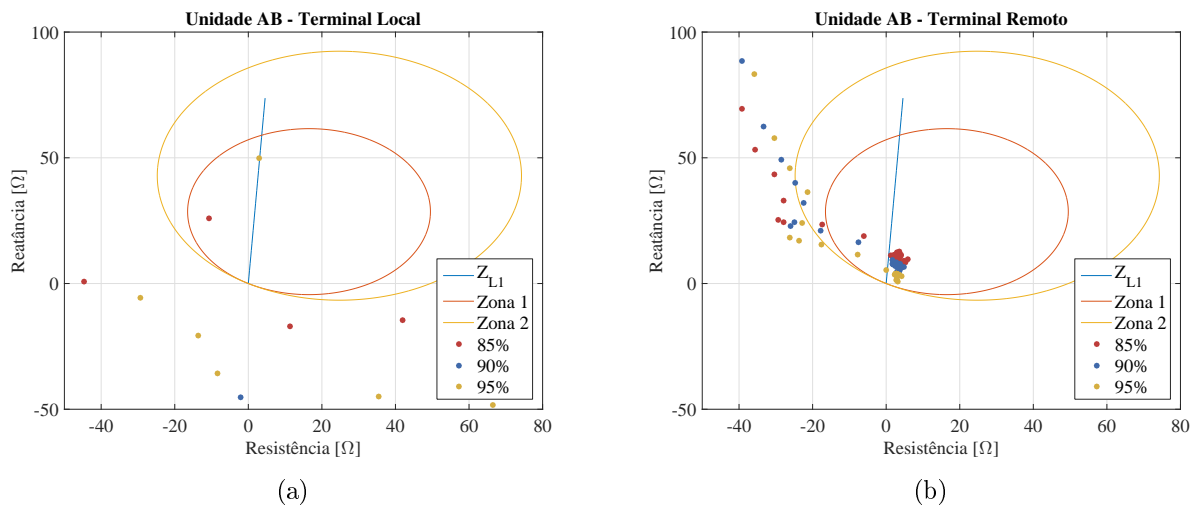 Unidade AB - Terminal Local
100
50
0
-50
Reatância [Ω]
-40
-20
0
20
40
60
80
Resistência [Ω]
Z_L1
Zona 1
Zona 2
85%
90%
95%
(a)
Unidade AB - Terminal Remoto
100
50
0
-50
Reatância [Ω]
-40
-20
0
20
40
60
80
Resistência [Ω]
Z_L1
Zona 1
Zona 2
85%
90%
95%
(b)